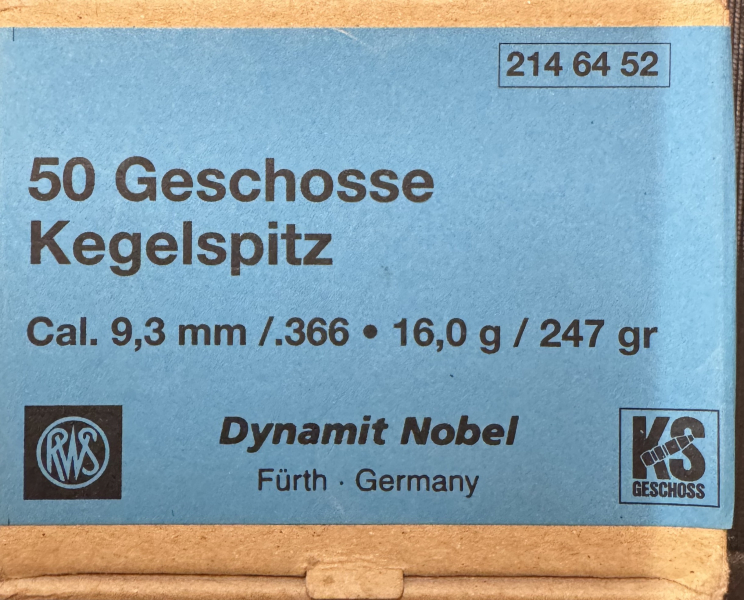 214 64 52
50 Geschosse
Kegelspitz
Cal. 9,3 mm /.366 • 16,0 g / 247 gr
RWS
Dynamit Nobel
Fürth · Germany
KS
GESCHOSS